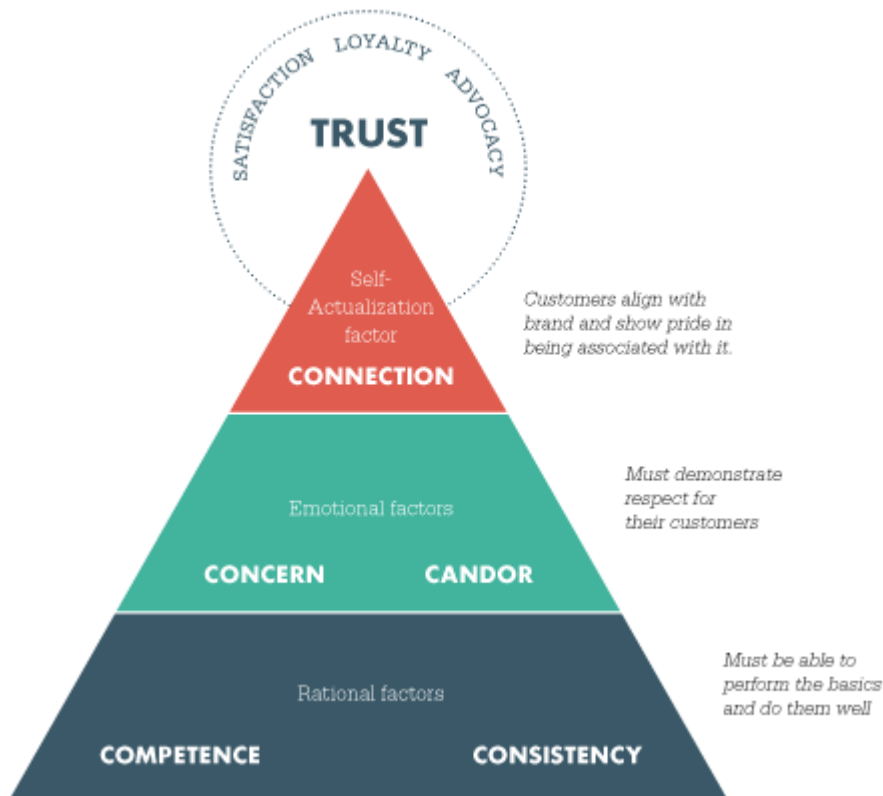 SATISFACTION LOYALTY ADVOCACY
TRUST
Self-
Actualization
factor
CONNECTION
Customers align with
brand and show pride in
being associated with it.
Emotional factors
CONCERN CANDOR
Must demonstrate
respect for
their customers
Rational factors
COMPETENCE CONSISTENCY
Must be able to
perform the basics
and do them well